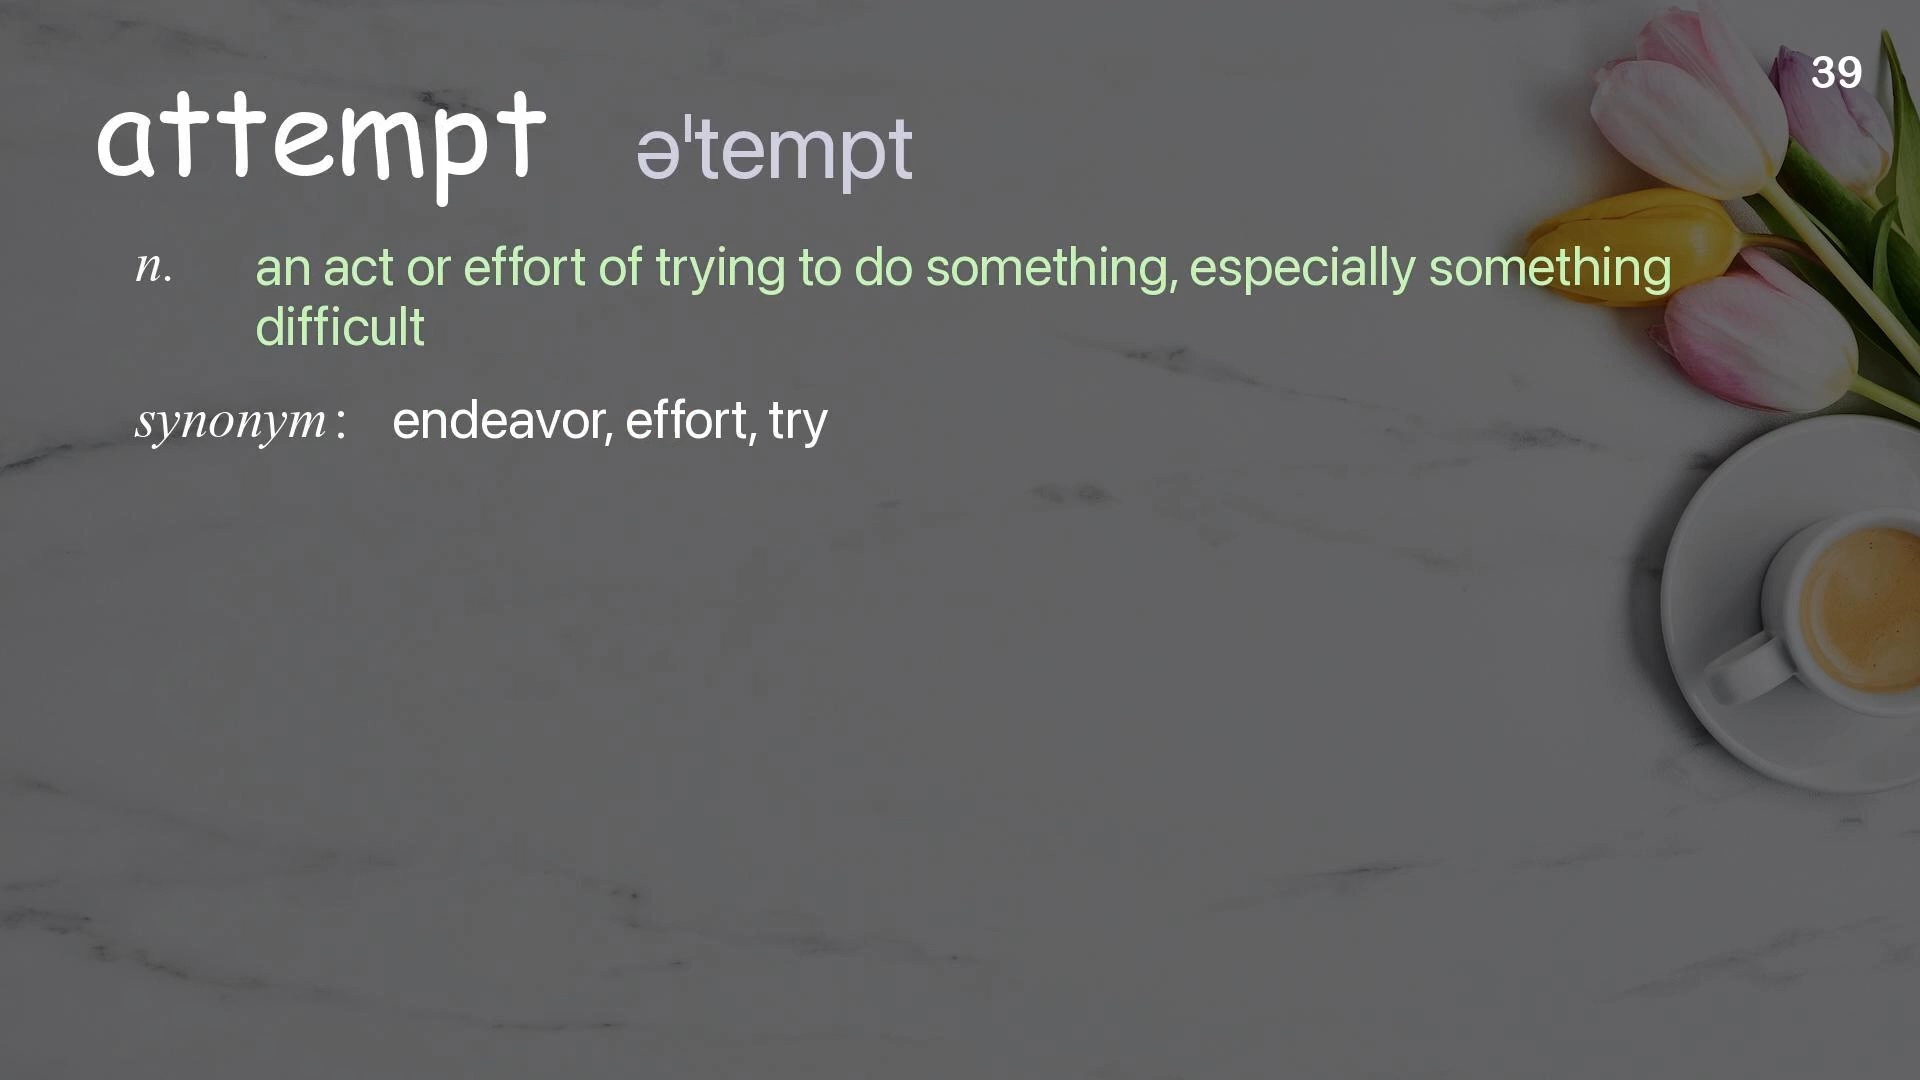 39
attempt əˈtempt
n. an act or effort of trying to do something, especially something
difficult
synonym: endeavor, effort, try